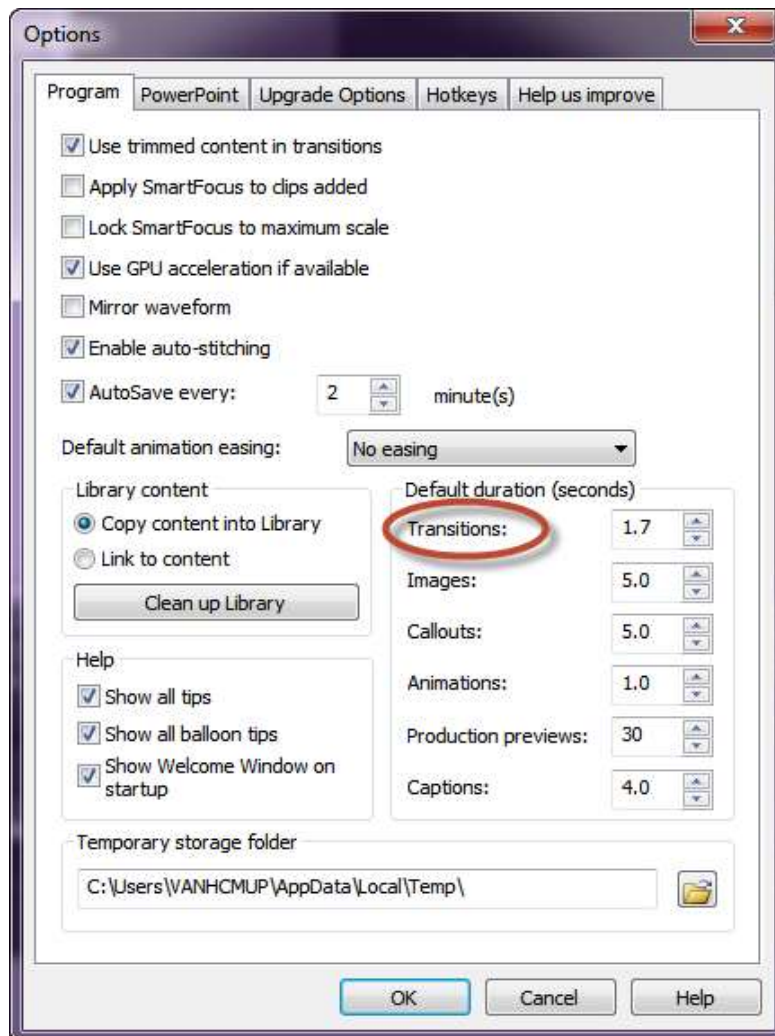 Options
Program PowerPoint Upgrade Options Hotkeys Help us improve
Use trimmed content in transitions
Apply SmartFocus to clips added
Lock SmartFocus to maximum scale
Use GPU acceleration if available
Mirror waveform
Enable auto-stitching
AutoSave every: 2 minute(s)
Default animation easing: No easing
Library content
Copy content into Library
Link to content
Clean up Library
Help
Show all tips
Show all balloon tips
Show Welcome Window on
startup
Default duration (seconds)
Transitions: 1.7
Images: 5.0
Callouts: 5.0
Animations: 1.0
Production previews: 30
Captions: 4.0
Temporary storage folder
C:\Users\VANHCMUP\AppData\Local\Temp\
OK Cancel Help